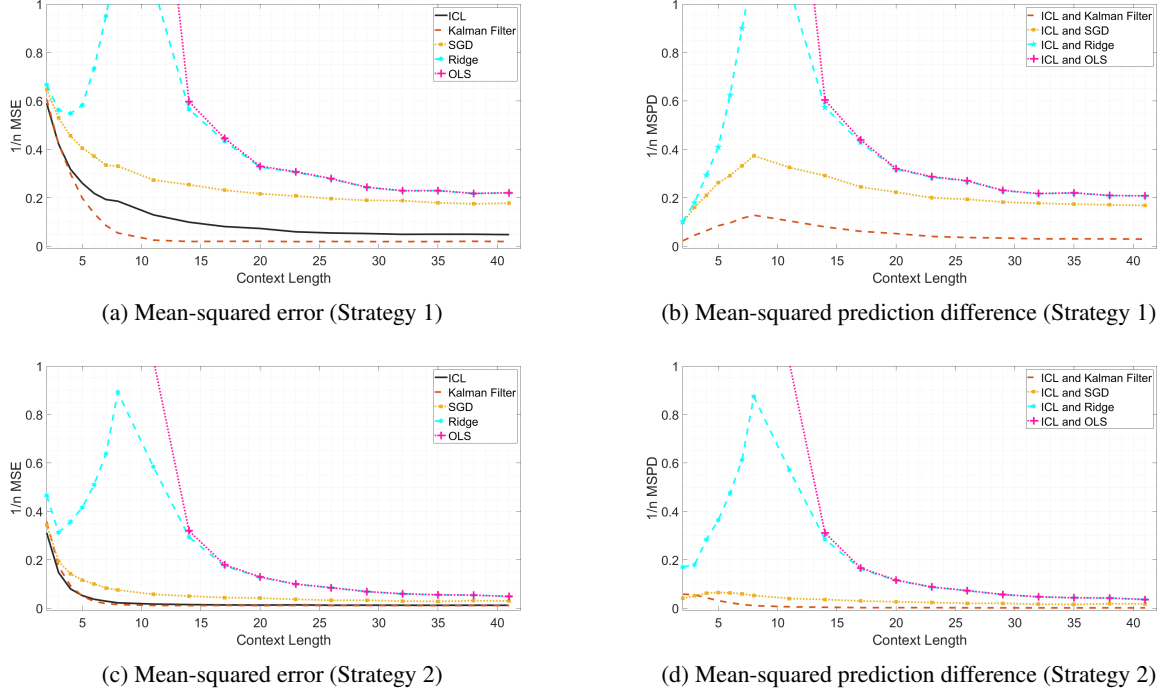 1
0.8
0.6
0.4
0.2
0
1/n MSE
5 10 15 20 25 30 35 40
Context Length
ICL
Kalman Filter
SGD
Ridge
OLS
(a) Mean-squared error (Strategy 1)
1
0.8
0.6
0.4
0.2
0
1/n MSPD
5 10 15 20 25 30 35 40
Context Length
ICL and Kalman Filter
ICL and SGD
ICL and Ridge
ICL and OLS
(b) Mean-squared prediction difference (Strategy 1)
1
0.8
0.6
0.4
0.2
0
1/n MSE
5 10 15 20 25 30 35 40
Context Length
ICL
Kalman Filter
SGD
Ridge
OLS
(c) Mean-squared error (Strategy 2)
1
0.8
0.6
0.4
0.2
0
1/n MSPD
5 10 15 20 25 30 35 40
Context Length
ICL and Kalman Filter
ICL and SGD
ICL and Ridge
ICL and OLS
(d) Mean-squared prediction difference (Strategy 2)